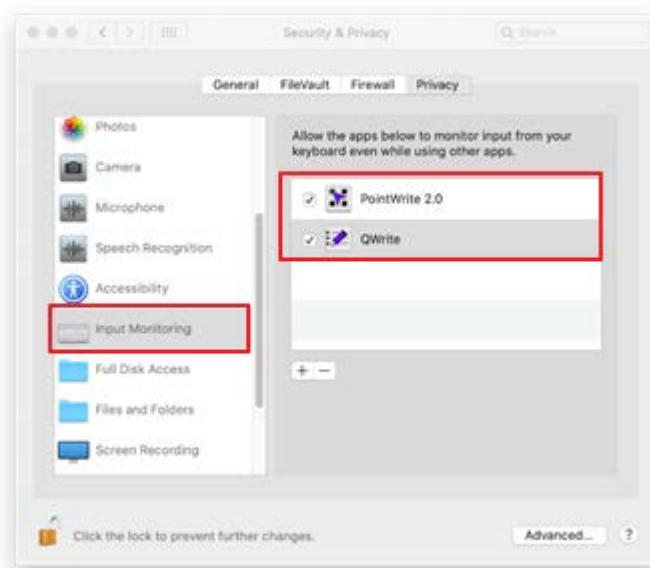 Security & Privacy
Search
General FileVault Firewall Privacy
Photos
Camera
Microphone
Speech Recognition
Accessibility
Input Monitoring
Full Disk Access
Files and Folders
Screen Recording
Allow the apps below to monitor input from your
keyboard even while using other apps.
PointWrite 2.0
QWrite
+ −
Click the lock to prevent further changes.
Advanced...
?